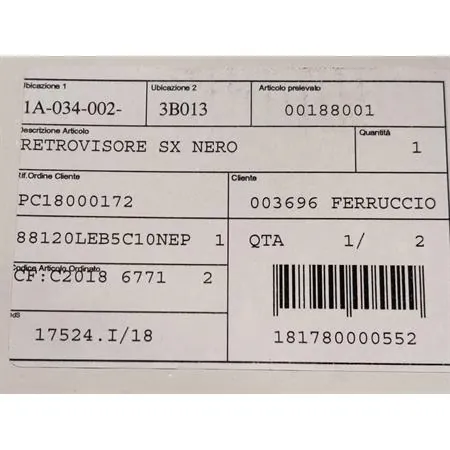 Ubicazione 1 Ubicazione 2 Articolo prelevato
1A-034-002- 3B013 00188001
Descrizione Articolo Quantità
RETROVISORE SX NERO 1
Rif.Ordine Cliente Cliente
PC18000172 003696 FERRUCCIO
88120LEB5C10NEP 1 QTA 1/ 2
Codice Articolo Ordinato
CF:C2018 6771 2
17524.I/18 181780000552